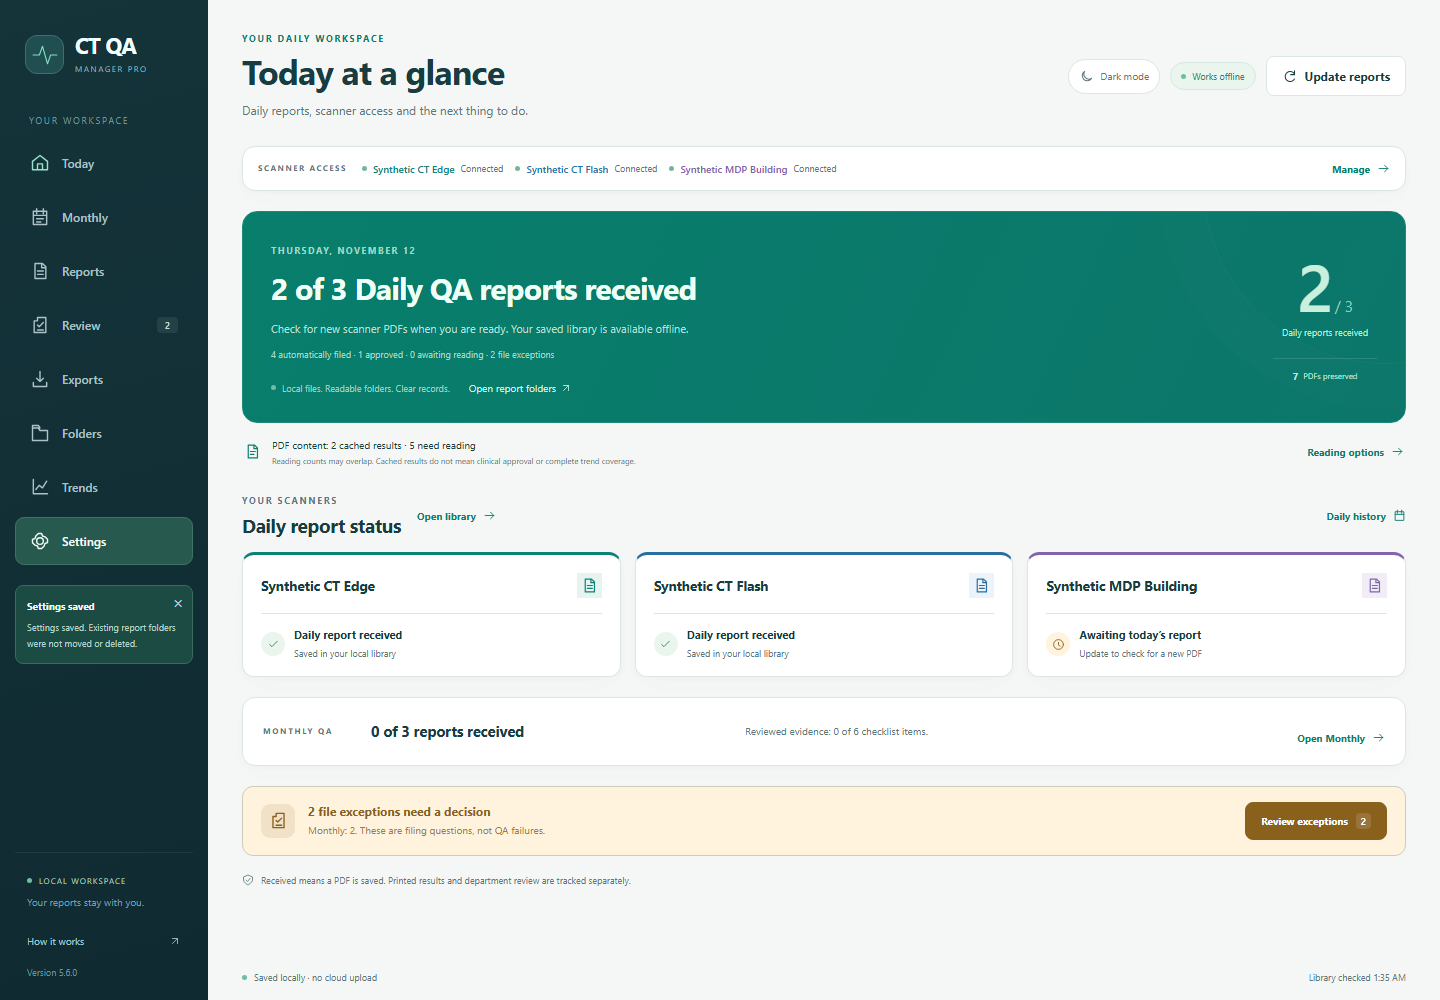 CT QA
MANAGER PRO
YOUR WORKSPACE
Today
Monthly
Reports
Review 2
Exports
Folders
Trends
Settings
Settings saved
Settings saved. Existing report folders
were not moved or deleted.
LOCAL WORKSPACE
Your reports stay with you.
How it works
Version 5.6.0
YOUR DAILY WORKSPACE
Today at a glance
Daily reports, scanner access and the next thing to do.
Dark mode
Works offline
Update reports
SCANNER ACCESS Synthetic CT Edge Connected Synthetic CT Flash Connected Synthetic MDP Building Connected Manage
THURSDAY, NOVEMBER 12
2 of 3 Daily QA reports received
Check for new scanner PDFs when you are ready. Your saved library is available offline.
4 automatically filed · 1 approved · 0 awaiting reading · 2 file exceptions
Local files. Readable folders. Clear records. Open report folders
2 / 3
Daily reports received
7 PDFs preserved
PDF content: 2 cached results · 5 need reading
Reading counts may overlap. Cached results do not mean clinical approval or complete trend coverage.
Reading options
YOUR SCANNERS
Daily report status
Open library
Daily history
Synthetic CT Edge
Daily report received
Saved in your local library
Synthetic CT Flash
Daily report received
Saved in your local library
Synthetic MDP Building
Awaiting today's report
Update to check for a new PDF
MONTHLY QA 0 of 3 reports received Reviewed evidence: 0 of 6 checklist items. Open Monthly
2 file exceptions need a decision
Monthly: 2. These are filing questions, not QA failures.
Review exceptions 2
Received means a PDF is saved. Printed results and department review are tracked separately.
Saved locally · no cloud upload
Library checked 1:35 AM